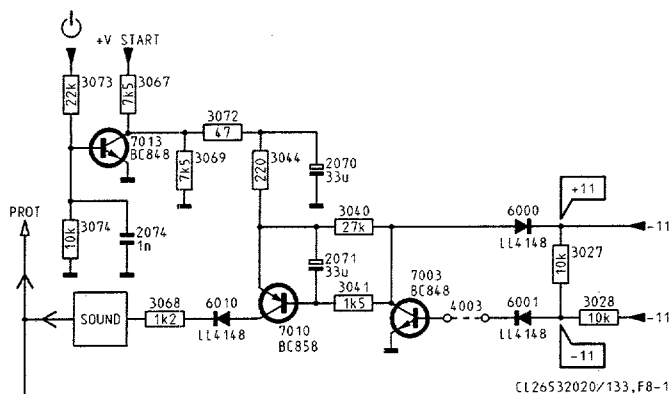 +V START
3073
22k
3067
7k5
3072
47
7013
BC848
3069
7k5
3044
220
2070
33u
PROT
3074
10k
2074
1n
3040
27k
6000
LL4148
+11
-11
2071
33u
3041
1k5
7003
BC848
3027
10k
SOUND
3068
1k2
6010
LL4148
7010
BC858
4003
6001
LL4148
3028
10k
-11
-11
CL26532020/133,F8-1